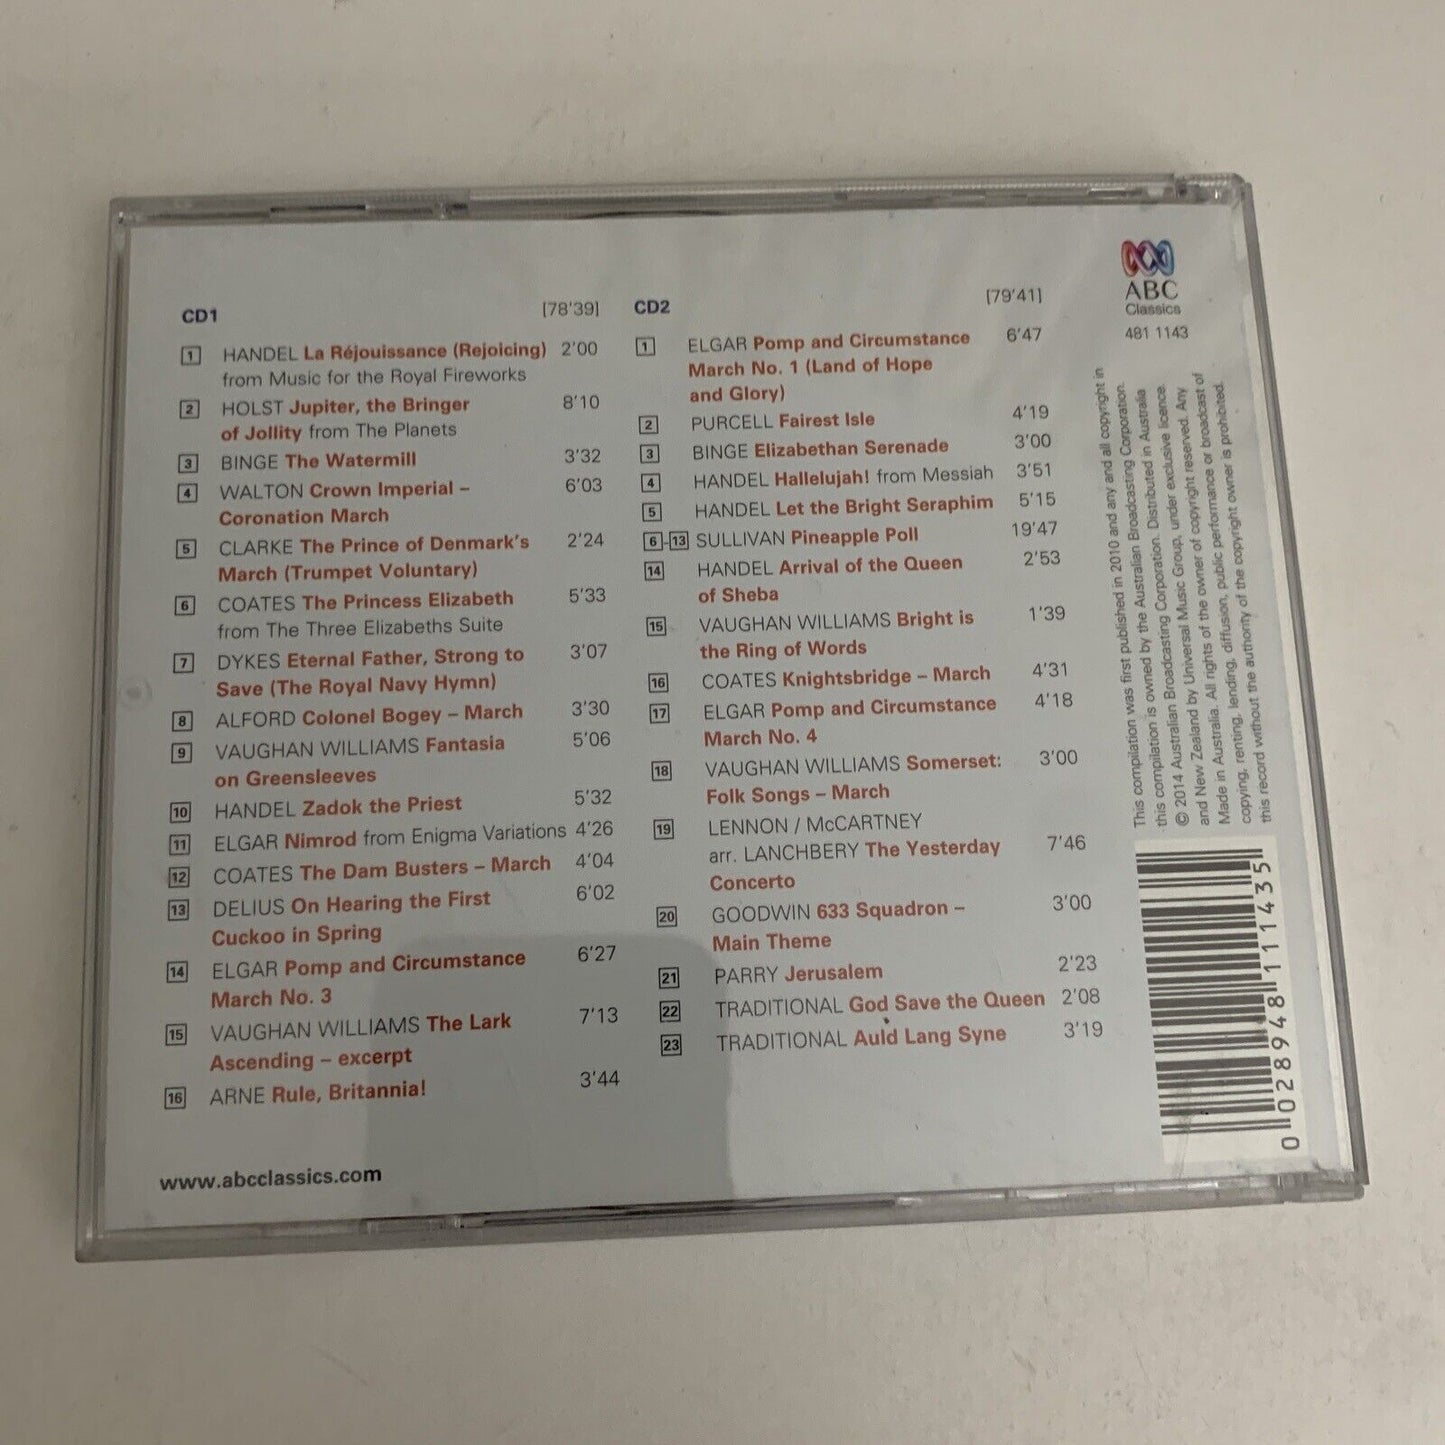 CD1 [78'39]
1 HANDEL La Réjouissance (Rejoicing) 2'00
from Music for the Royal Fireworks
2 HOLST Jupiter, the Bringer 8'10
of Jollity from The Planets
3 BINGE The Watermill 3'32
4 WALTON Crown Imperial – 6'03
Coronation March
5 CLARKE The Prince of Denmark's 2'24
March (Trumpet Voluntary)
6 COATES The Princess Elizabeth 5'33
from The Three Elizabeths Suite
7 DYKES Eternal Father, Strong to 3'07
Save (The Royal Navy Hymn)
8 ALFORD Colonel Bogey – March 3'30
9 VAUGHAN WILLIAMS Fantasia 5'06
on Greensleeves
10 HANDEL Zadok the Priest 5'32
11 ELGAR Nimrod from Enigma Variations 4'26
12 COATES The Dam Busters – March 4'04
13 DELIUS On Hearing the First 6'02
Cuckoo in Spring
14 ELGAR Pomp and Circumstance 6'27
March No. 3
15 VAUGHAN WILLIAMS The Lark 7'13
Ascending – excerpt
16 ARNE Rule, Britannia! 3'44
www.abcclassics.com
CD2 [79'41]
1 ELGAR Pomp and Circumstance 6'47
March No. 1 (Land of Hope
and Glory)
2 PURCELL Fairest Isle 4'19
3 BINGE Elizabethan Serenade 3'00
4 HANDEL Hallelujah! from Messiah 3'51
5 HANDEL Let the Bright Seraphim 5'15
6-13 SULLIVAN Pineapple Poll 19'47
14 HANDEL Arrival of the Queen 2'53
of Sheba
15 VAUGHAN WILLIAMS Bright is 1'39
the Ring of Words
16 COATES Knightsbridge – March 4'31
17 ELGAR Pomp and Circumstance 4'18
March No. 4
18 VAUGHAN WILLIAMS Somerset: 3'00
Folk Songs – March
19 LENNON / McCARTNEY
arr. LANCHBERY The Yesterday 7'46
Concerto
20 GOODWIN 633 Squadron – 3'00
Main Theme
21 PARRY Jerusalem 2'23
22 TRADITIONAL God Save the Queen 2'08
23 TRADITIONAL Auld Lang Syne 3'19
ABC
Classics
481 1143
This compilation was first published in 2010 and any and all copyright in
this compilation is owned by the Australian Broadcasting Corporation.
© 2014 Australian Broadcasting Corporation. Distributed in Australia
and New Zealand by Universal Music Group, under exclusive licence.
Made in Australia. All rights of the owner of copyright reserved. Any
copying, renting, lending, diffusion, public performance or broadcast of
this record without the authority of the copyright owner is prohibited.
0 028948 111435